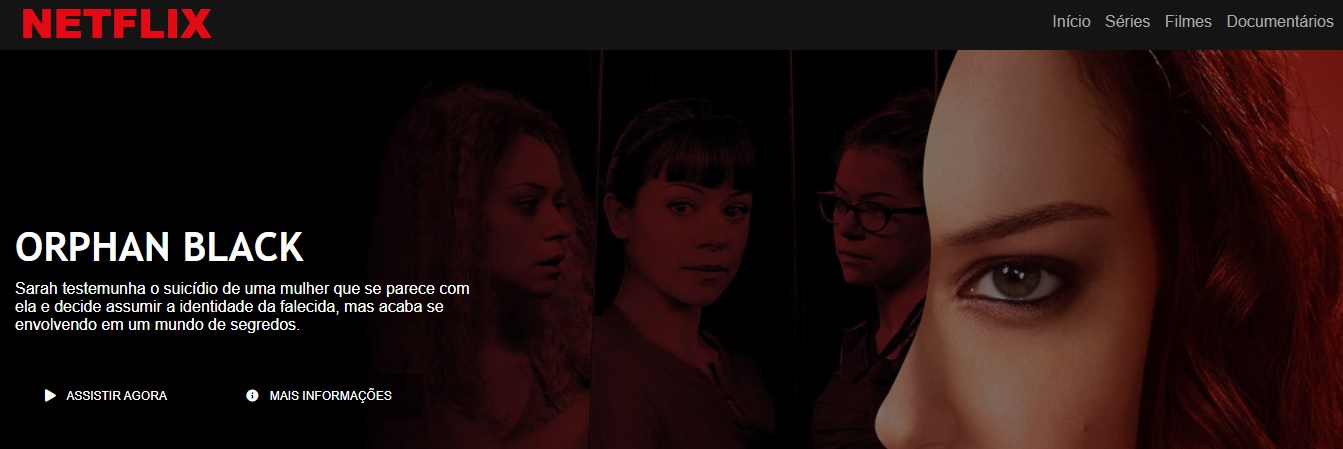 NETFLIX
Início Séries Filmes Documentários
ORPHAN BLACK
Sarah testemunha o suicídio de uma mulher que se parece com
ela e decide assumir a identidade da falecida, mas acaba se
envolvendo em um mundo de segredos.
ASSISTIR AGORA
MAIS INFORMAÇÕES